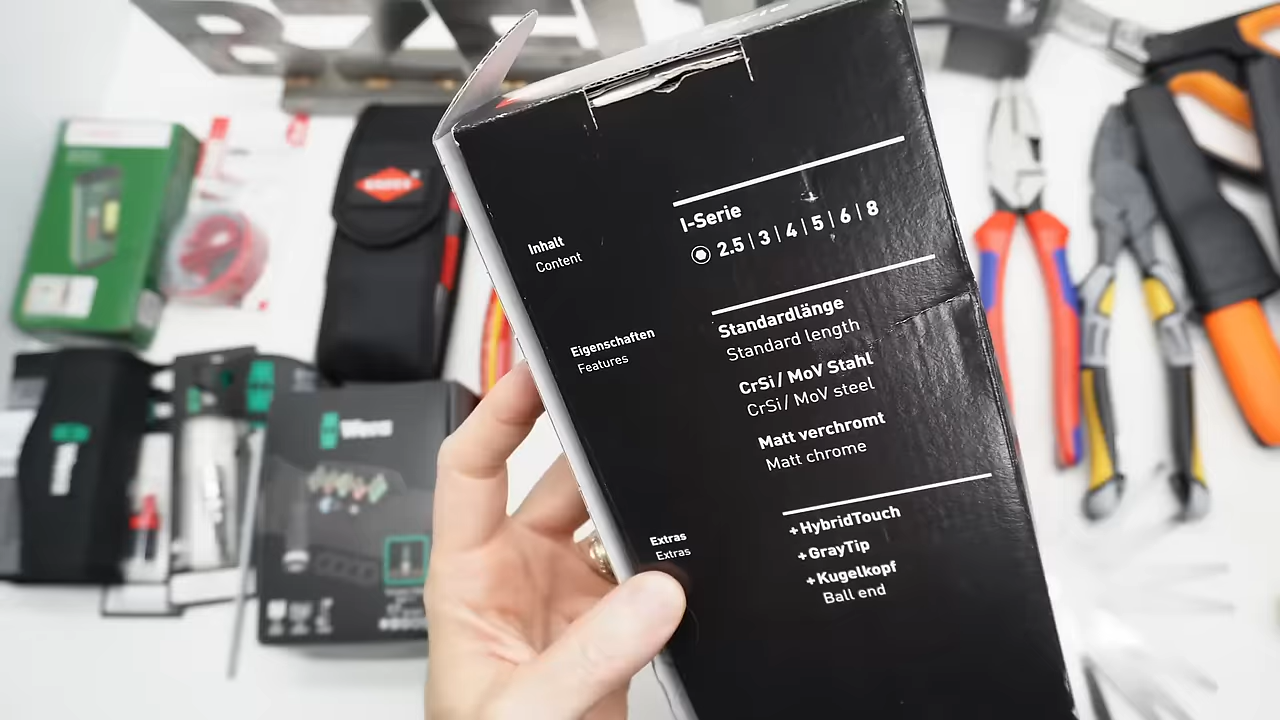 I-Serie
2.5 | 3 | 4 | 5 | 6 | 8
Inhalt
Content
Standardlänge
Standard length
Eigenschaften
Features
CrSi / MoV Stahl
CrSi / MoV steel
Matt verchromt
Matt chrome
Extras
Extras
+ HybridTouch
+ GrayTip
+ Kugelkopf
Ball end
KNIPEX
Wera